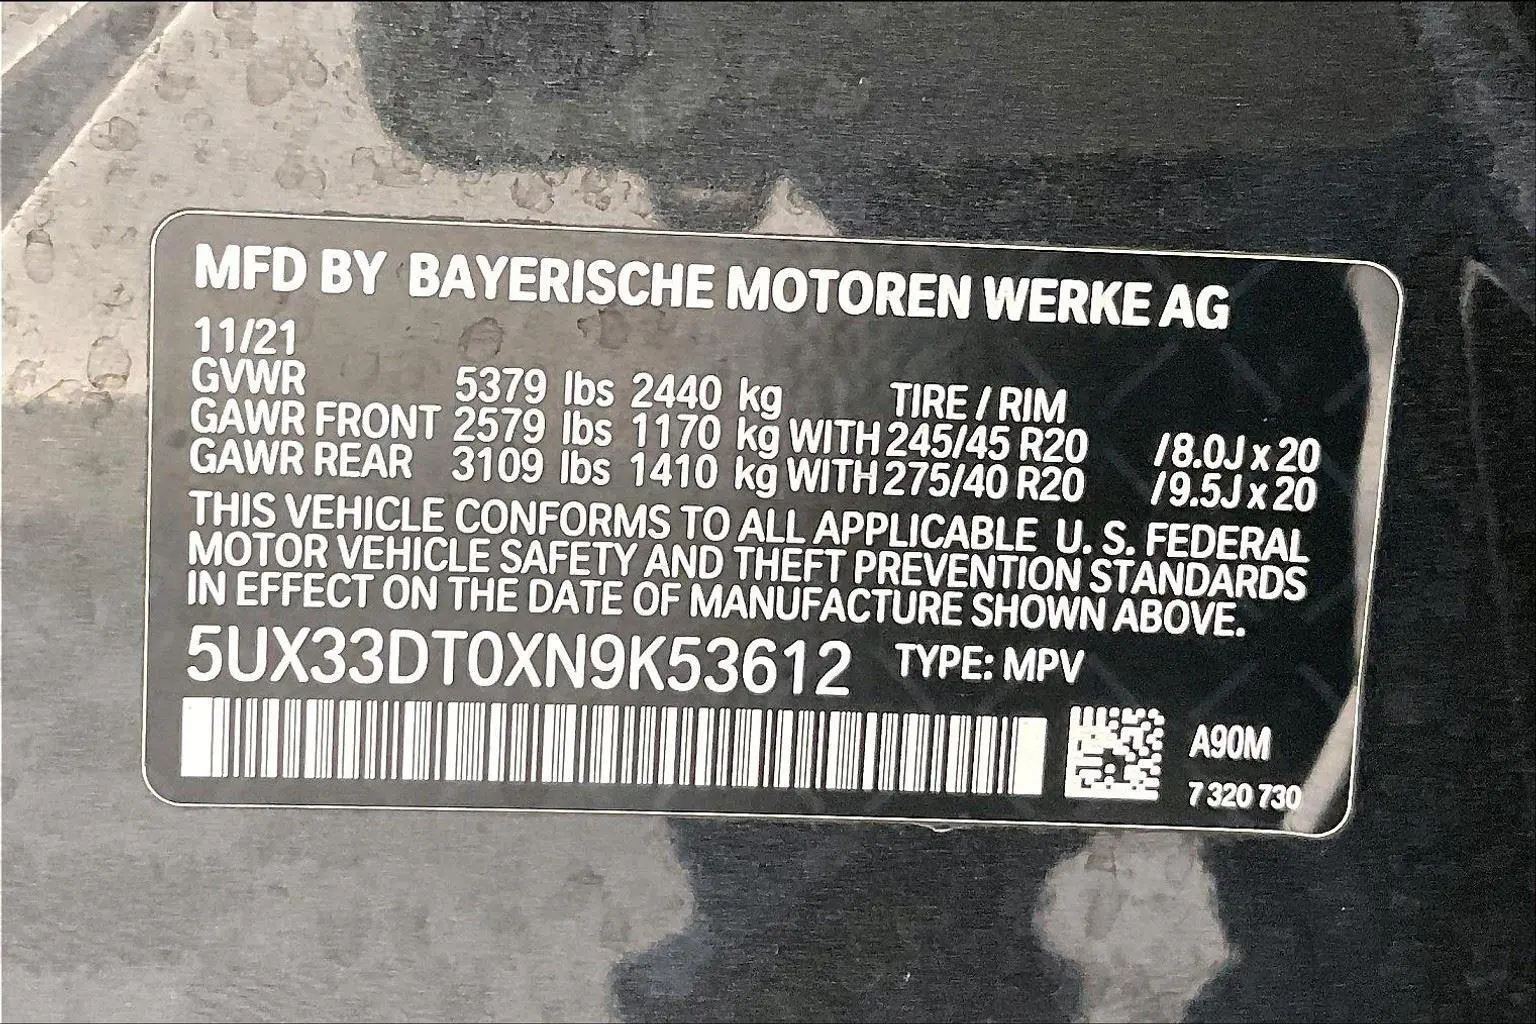 MFD BY BAYERISCHE MOTOREN WERKE AG
11/21
GVWR 5379 lbs 2440 kg TIRE / RIM
GAWR FRONT 2579 lbs 1170 kg WITH 245/45 R20 /8.0J x 20
GAWR REAR 3109 lbs 1410 kg WITH 275/40 R20 /9.5J x 20
THIS VEHICLE CONFORMS TO ALL APPLICABLE U. S. FEDERAL
MOTOR VEHICLE SAFETY AND THEFT PREVENTION STANDARDS
IN EFFECT ON THE DATE OF MANUFACTURE SHOWN ABOVE.
5UX33DT0XN9K53612 TYPE: MPV
A90M
7 320 730